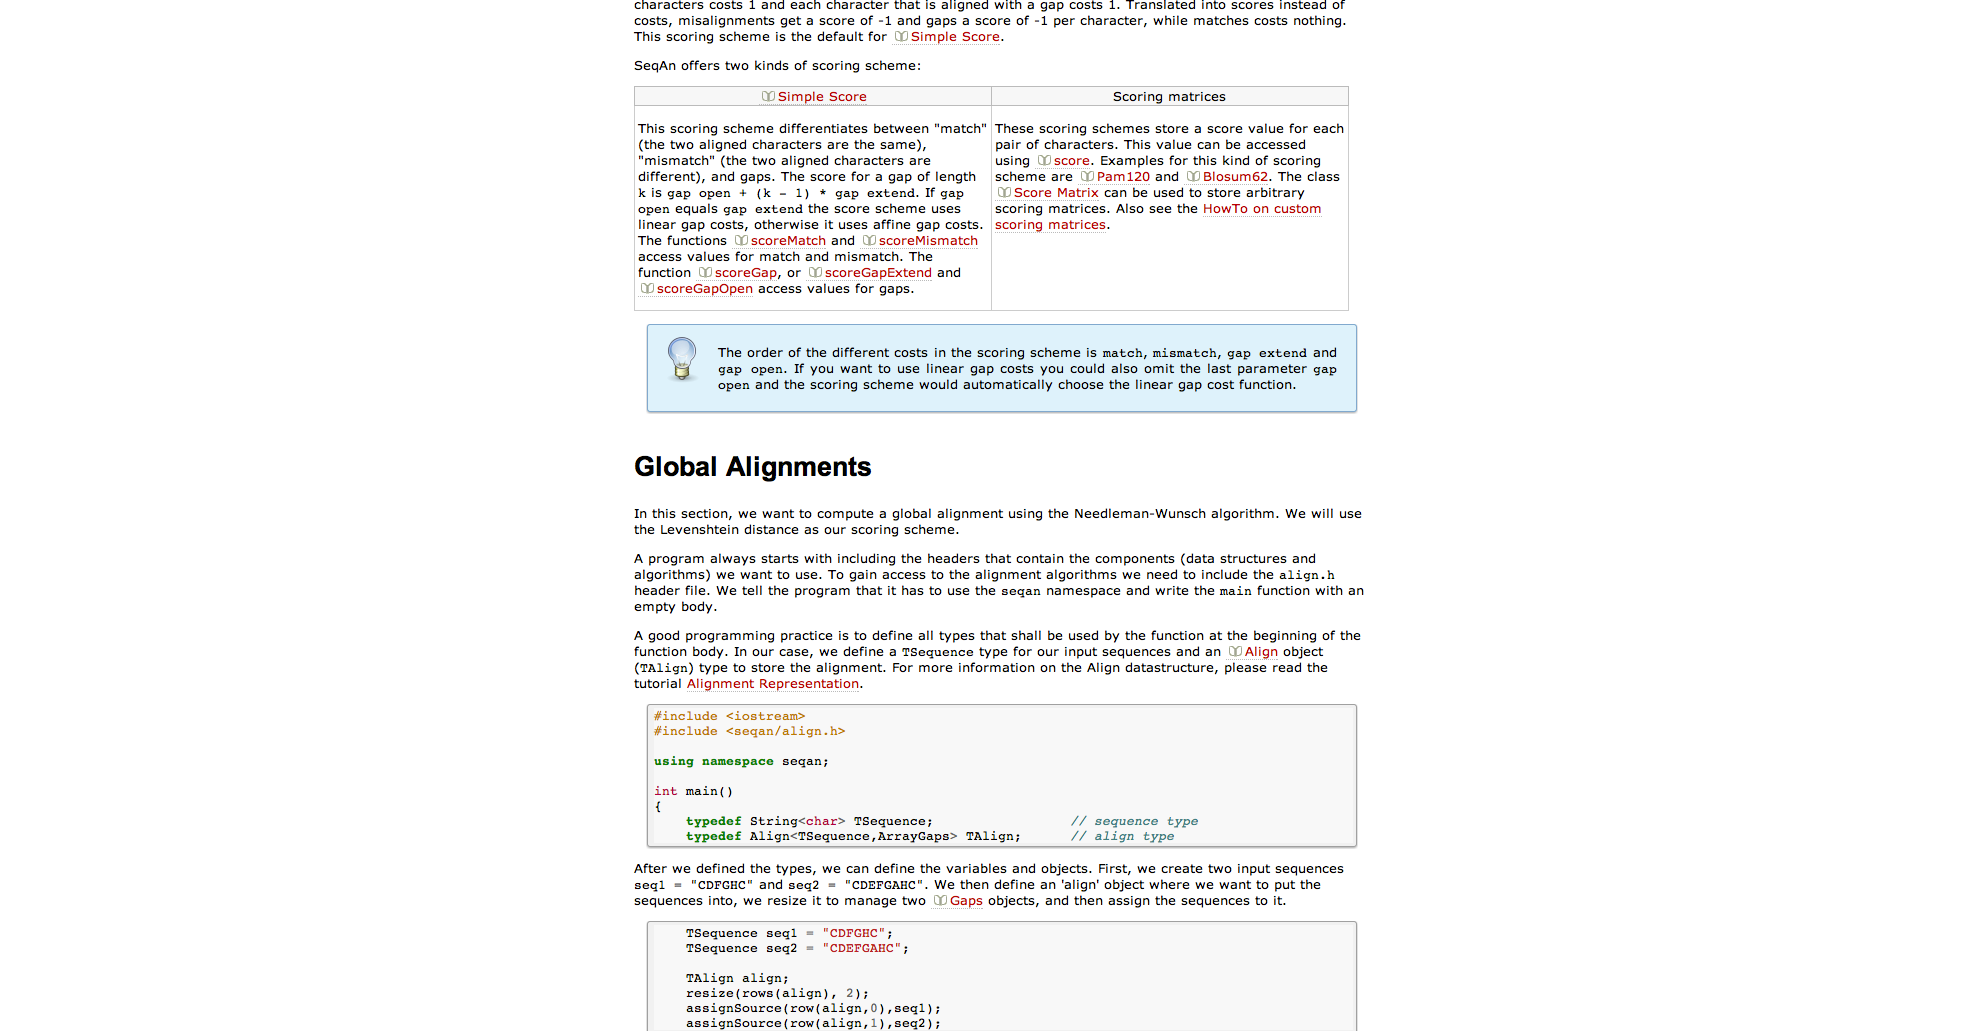 characters costs 1 and each character that is aligned with a gap costs 1. Translated into scores instead of
costs, misalignments get a score of -1 and gaps a score of -1 per character, while matches costs nothing.
This scoring scheme is the default for Simple Score.
SeqAn offers two kinds of scoring scheme:
Simple Score
This scoring scheme differentiates between "match"
(the two aligned characters are the same),
"mismatch" (the two aligned characters are
different), and gaps. The score for a gap of length
k is gap open + (k - 1) * gap extend. If gap
open equals gap extend the score scheme uses
linear gap costs, otherwise it uses affine gap costs.
The functions scoreMatch and scoreMismatch
access values for match and mismatch. The
function scoreGap, or scoreGapExtend and
scoreGapOpen access values for gaps.
Scoring matrices
These scoring schemes store a score value for each
pair of characters. This value can be accessed
using score. Examples for this kind of scoring
scheme are Pam120 and Blosum62. The class
Score Matrix can be used to store arbitrary
scoring matrices. Also see the HowTo on custom
scoring matrices.
The order of the different costs in the scoring scheme is match, mismatch, gap extend and
gap open. If you want to use linear gap costs you could also omit the last parameter gap
open and the scoring scheme would automatically choose the linear gap cost function.
Global Alignments
In this section, we want to compute a global alignment using the Needleman-Wunsch algorithm. We will use
the Levenshtein distance as our scoring scheme.
A program always starts with including the headers that contain the components (data structures and
algorithms) we want to use. To gain access to the alignment algorithms we need to include the align.h
header file. We tell the program that it has to use the seqan namespace and write the main function with an
empty body.
A good programming practice is to define all types that shall be used by the function at the beginning of the
function body. In our case, we define a TSequence type for our input sequences and an Align object
(TAlign) type to store the alignment. For more information on the Align datastructure, please read the
tutorial Alignment Representation.
#include <iostream>
#include <seqan/align.h>
using namespace seqan;
int main()
{
typedef String<char> TSequence; // sequence type
typedef Align<TSequence,ArrayGaps> TAlign; // align type
After we defined the types, we can define the variables and objects. First, we create two input sequences
seq1 = "CDFGHC" and seq2 = "CDEFGAHC". We then define an 'align' object where we want to put the
sequences into, we resize it to manage two Gaps objects, and then assign the sequences to it.
TSequence seq1 = "CDFGHC";
TSequence seq2 = "CDEFGAHC";
TAlign align;
resize(rows(align), 2);
assignSource(row(align,0),seq1);
assignSource(row(align,1),seq2);